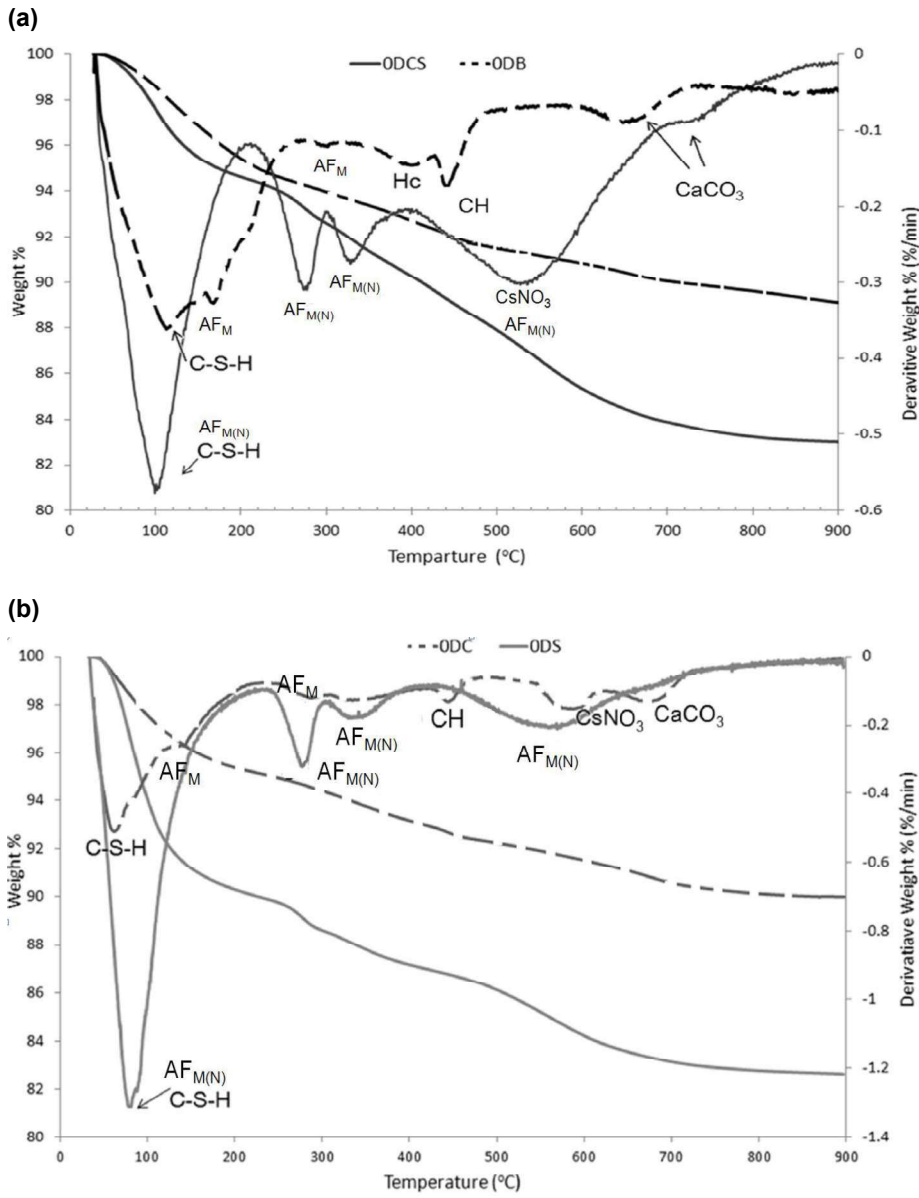 (a)
0DCS 0DB
Weight %
100
98
96
94
92
90
88
86
84
82
80
0
-0.1
-0.2
-0.3
-0.4
-0.5
-0.6
Deravitive Weight % (%/min)
AFM
Hc
CH
CaCO3
AFM
C-S-H
AFM(N)
AFM(N)
CsNO3
AFM(N)
AFM(N)
C-S-H
0 100 200 300 400 500 600 700 800 900
Temparture (°C)
(b)
0DC 0DS
Weight %
100
98
96
94
92
90
88
86
84
82
80
0
-0.2
-0.4
-0.6
-0.8
-1
-1.2
-1.4
Derivatiave Weight % (%/min)
AFM
CH
CsNO3
CaCO3
AFM(N)
AFM(N)
AFM(N)
AFM
C-S-H
AFM(N)
C-S-H
0 100 200 300 400 500 600 700 800 900
Temperature (°C)